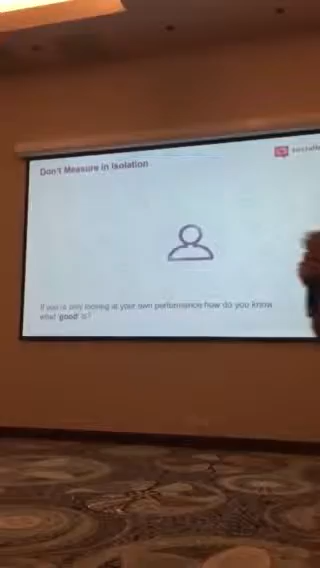 Don't Measure in Isolation
If you're only looking at your own performance how do you know
what 'good' is?